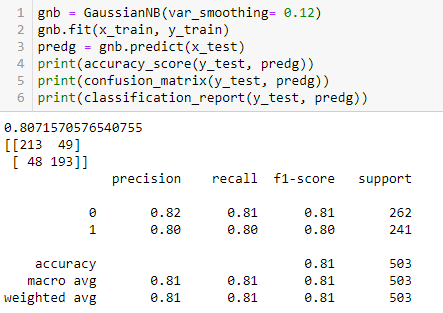 1 gnb = GaussianNB(var_smoothing= 0.12)
2 gnb.fit(x_train, y_train)
3 predg = gnb.predict(x_test)
4 print(accuracy_score(y_test, predg))
5 print(confusion_matrix(y_test, predg))
6 print(classification_report(y_test, predg))
0.8071570576540755
[[213  49]
 [ 48 193]]
              precision    recall  f1-score   support
           0       0.82      0.81      0.81       262
           1       0.80      0.80      0.80       241
    accuracy                           0.81       503
   macro avg       0.81      0.81      0.81       503
weighted avg       0.81      0.81      0.81       503